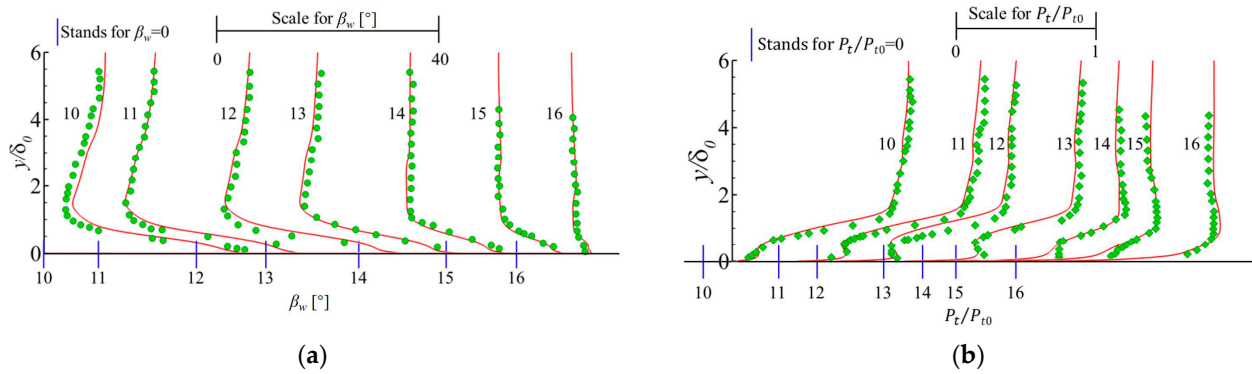 Stands for β_w=0
Scale for β_w [°]
0 40
6
4
2
0
y/δ_0
10 11 12 13 14 15 16
10 11 12 13 14 15 16
β_w [°]
(a)
Stands for P_t/P_t0=0
Scale for P_t/P_t0
0 1
6
5
4
3
2
1
0
y/δ_0
10 11 12 13 14 15 16
10 11 12 13 14 15 16
P_t/P_t0
(b)